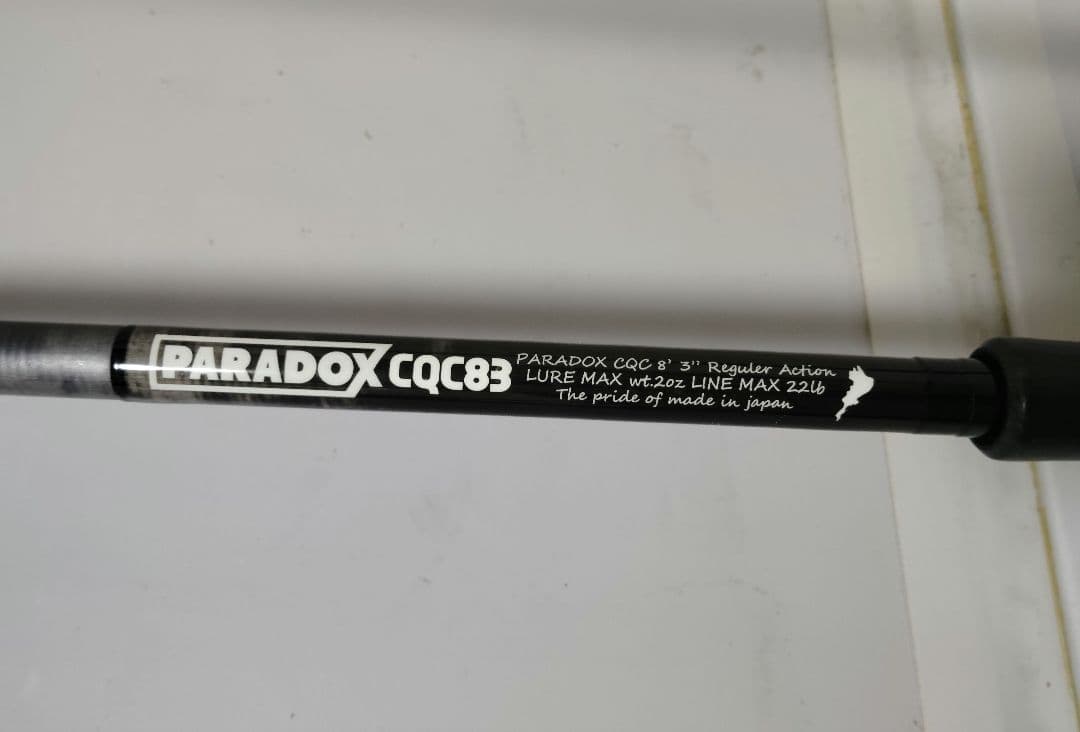 PARADOX CQC83
PARADOX CQC 8' 3" Reguler Action
LURE MAX wt.2oz LINE MAX 22lb
The pride of made in japan